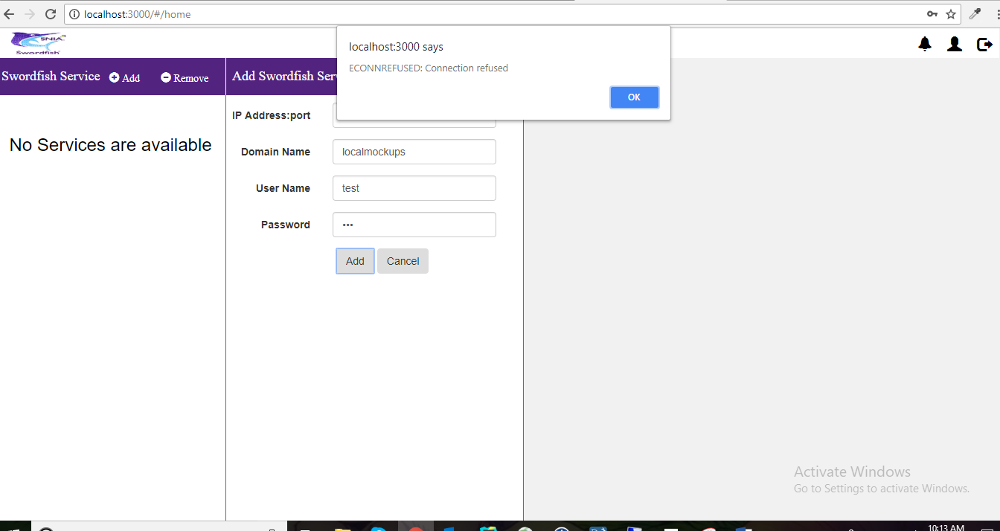 localhost:3000/#/home
SNIA
Swordfish
localhost:3000 says
ECONNREFUSED: Connection refused
OK
Swordfish Service Add Remove
Add Swordfish
IP Address:port
No Services are available
Domain Name localmockups
User Name test
Password •••
Add Cancel
Activate Windows
Go to Settings to activate Windows.
10:13 AM